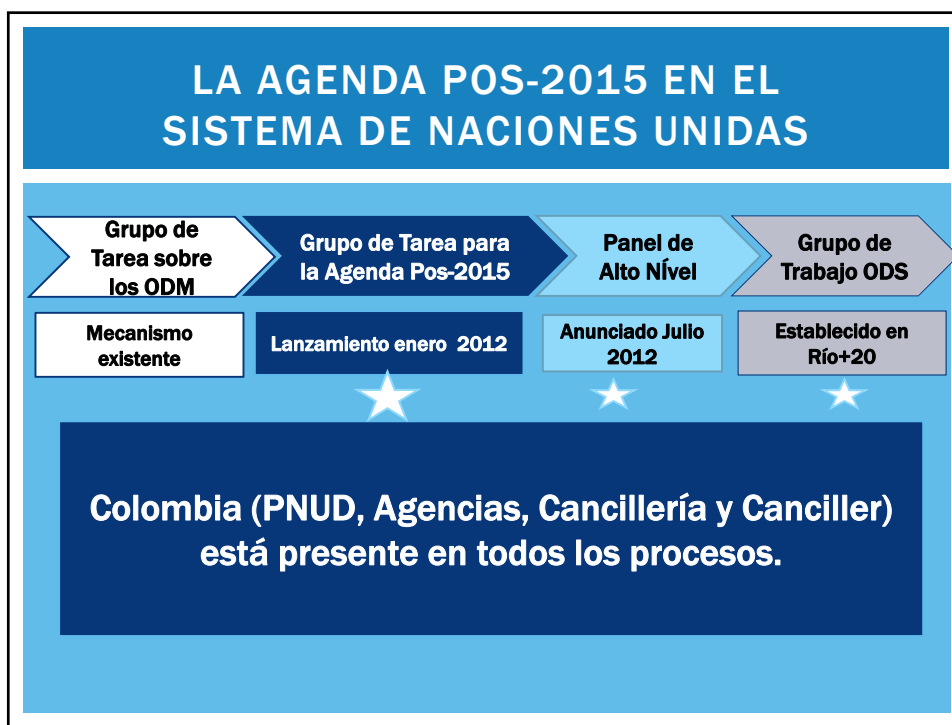 LA AGENDA POS-2015 EN EL
SISTEMA DE NACIONES UNIDAS
Grupo de
Tarea sobre
los ODM
Grupo de Tarea para
la Agenda Pos-2015
Panel de
Alto NÍvel
Grupo de
Trabajo ODS
Mecanismo
existente
Lanzamiento enero 2012
Anunciado Julio
2012
Establecido en
Río+20
Colombia (PNUD, Agencias, Cancillería y Canciller)
está presente en todos los procesos.